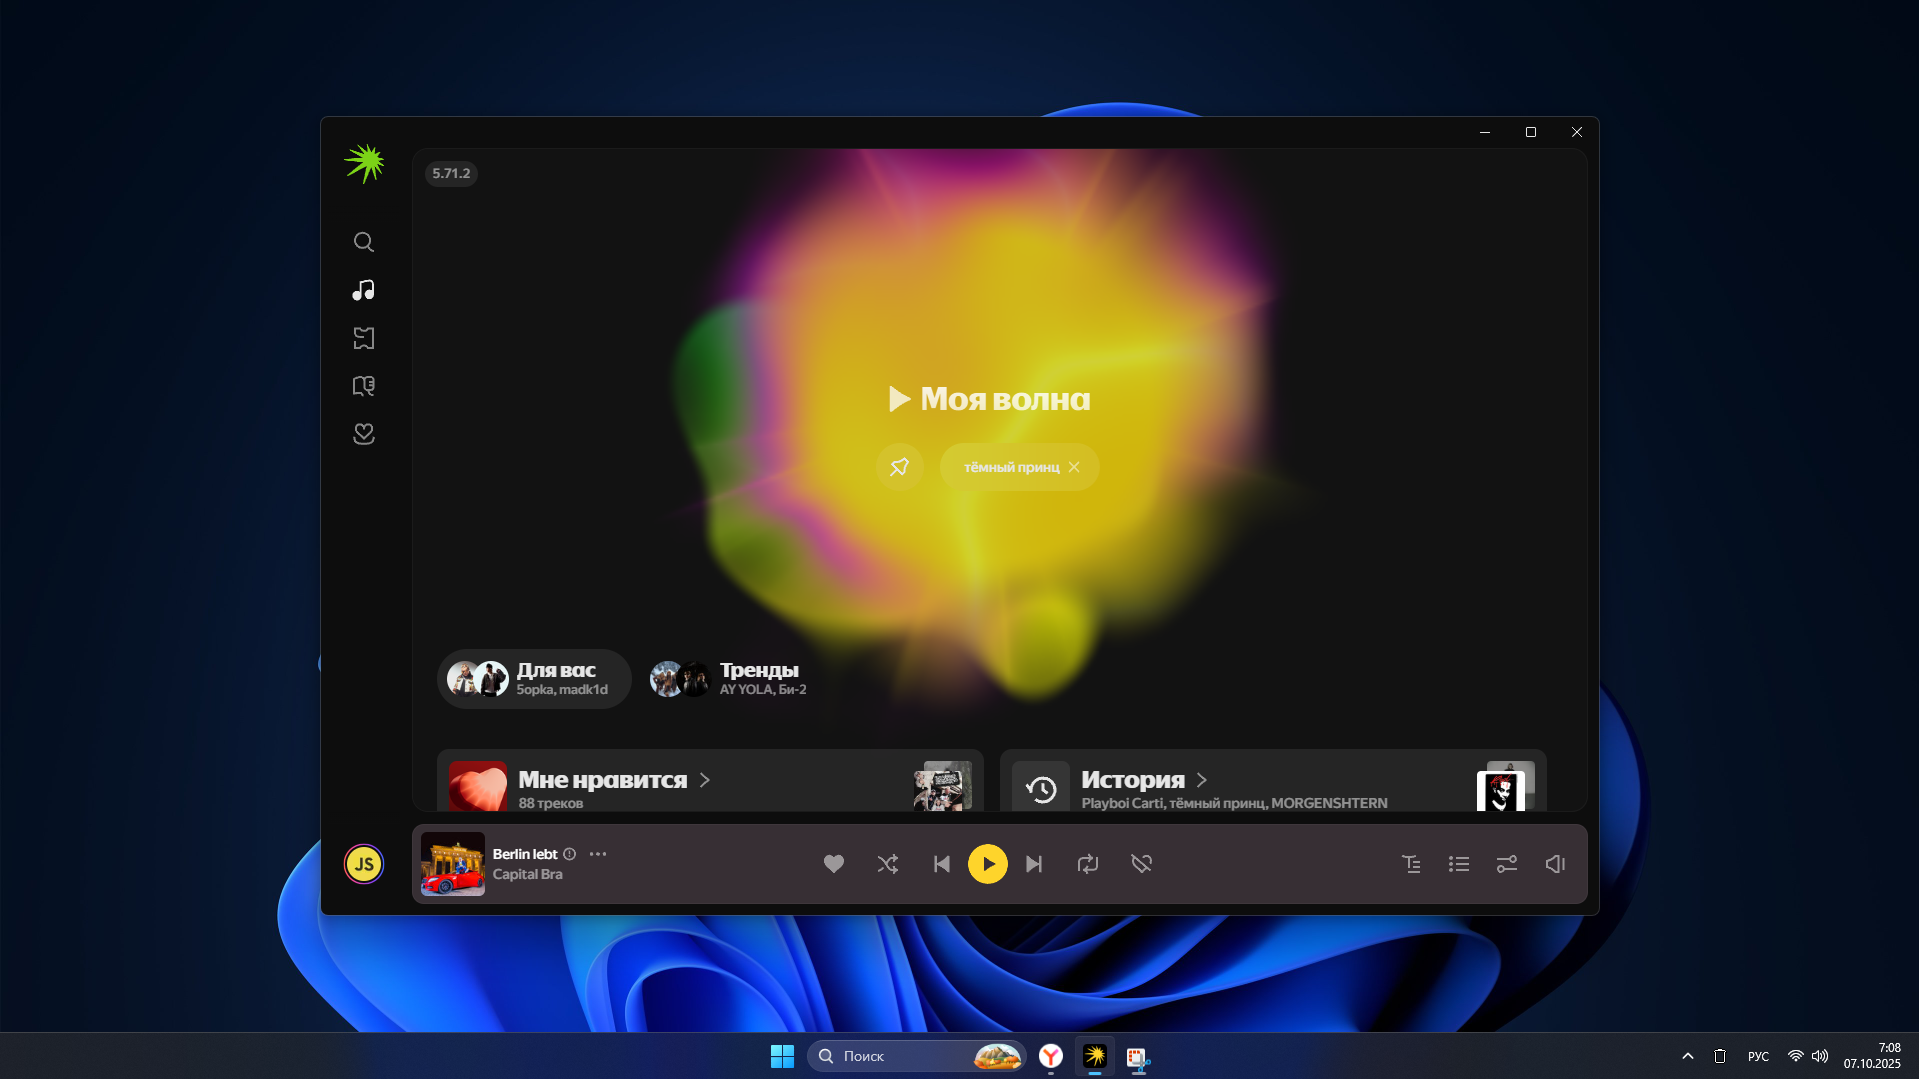 5.71.2
Моя волна
тёмный принц
Для вас
5opka, madk1d
Тренды
AY YOLA, Би-2
Мне нравится
88 треков
История
Playboi Carti, тёмный принц, MORGENSHTERN
JS
Berlin lebt
Capital Bra
Поиск
РУС
7:08
07.10.2025